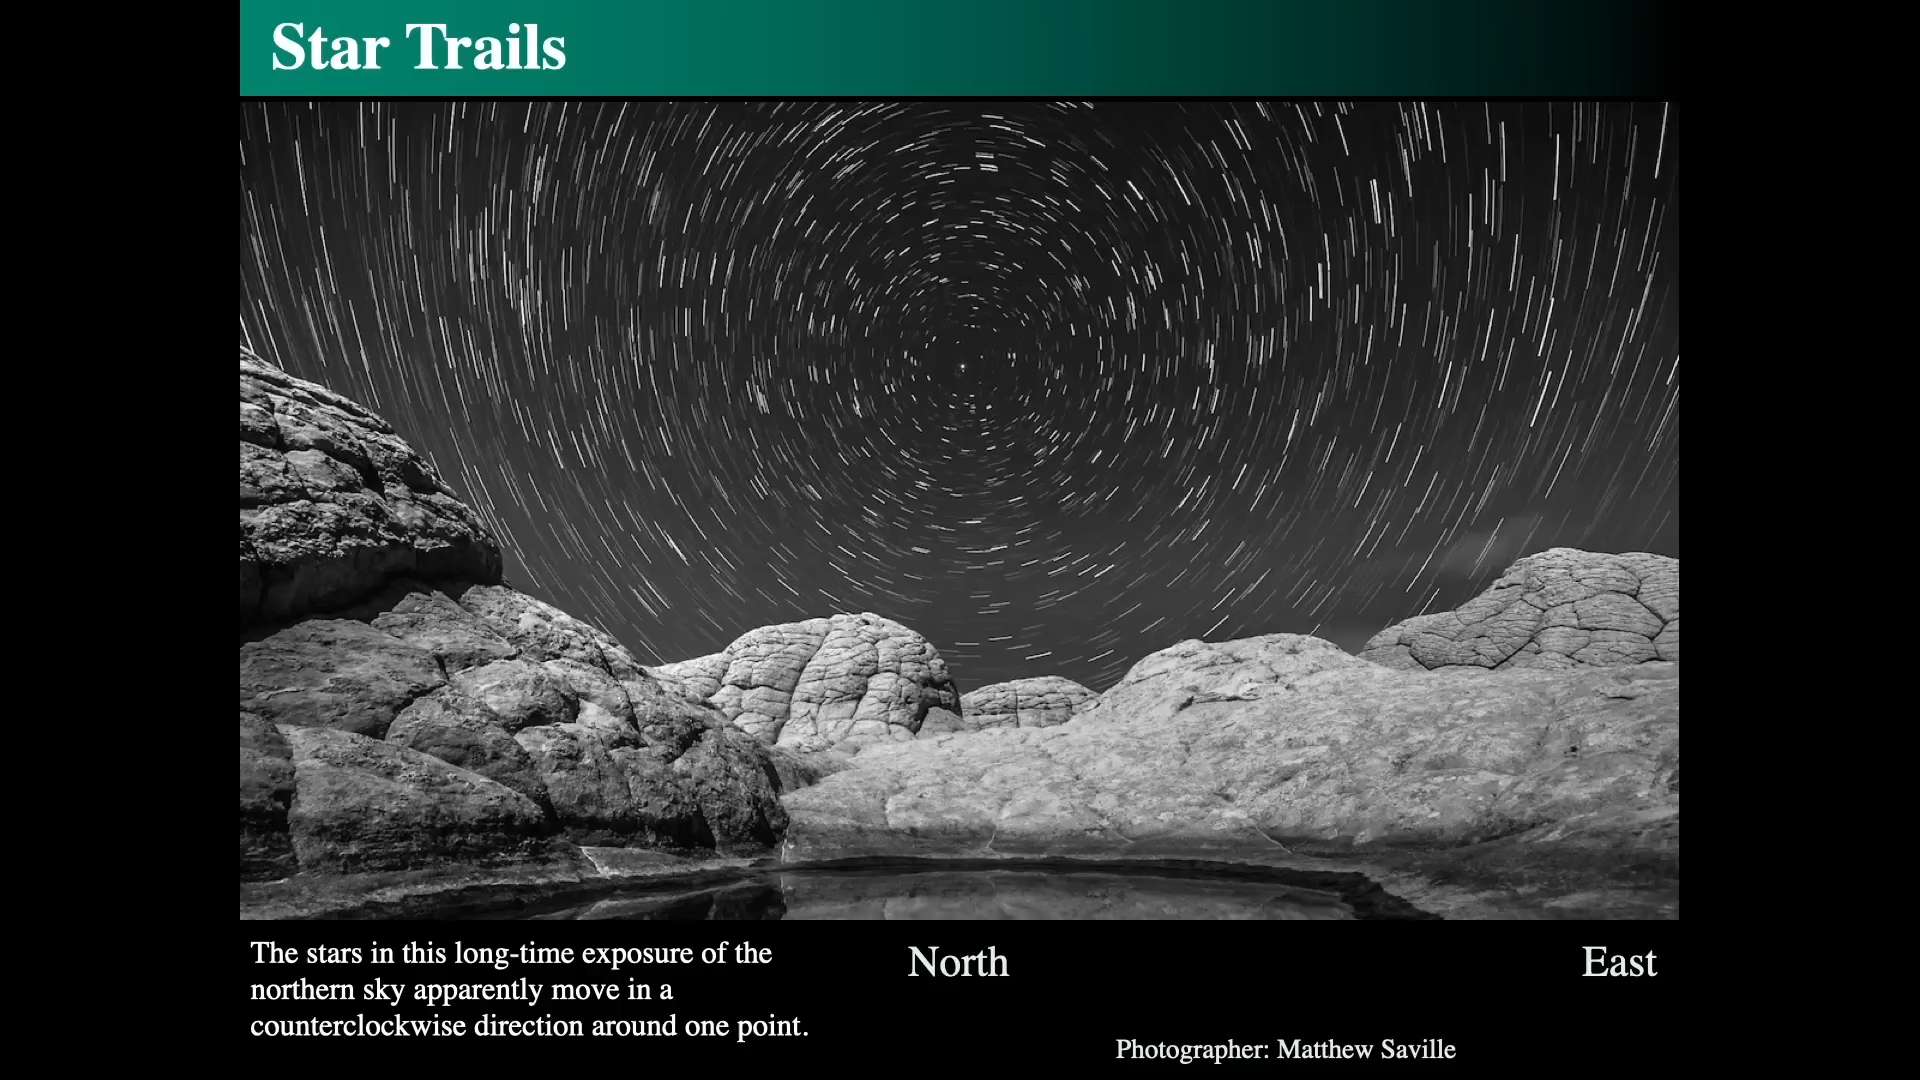 Star Trails
The stars in this long-time exposure of the
northern sky apparently move in a
counterclockwise direction around one point.
North
East
Photographer: Matthew Saville